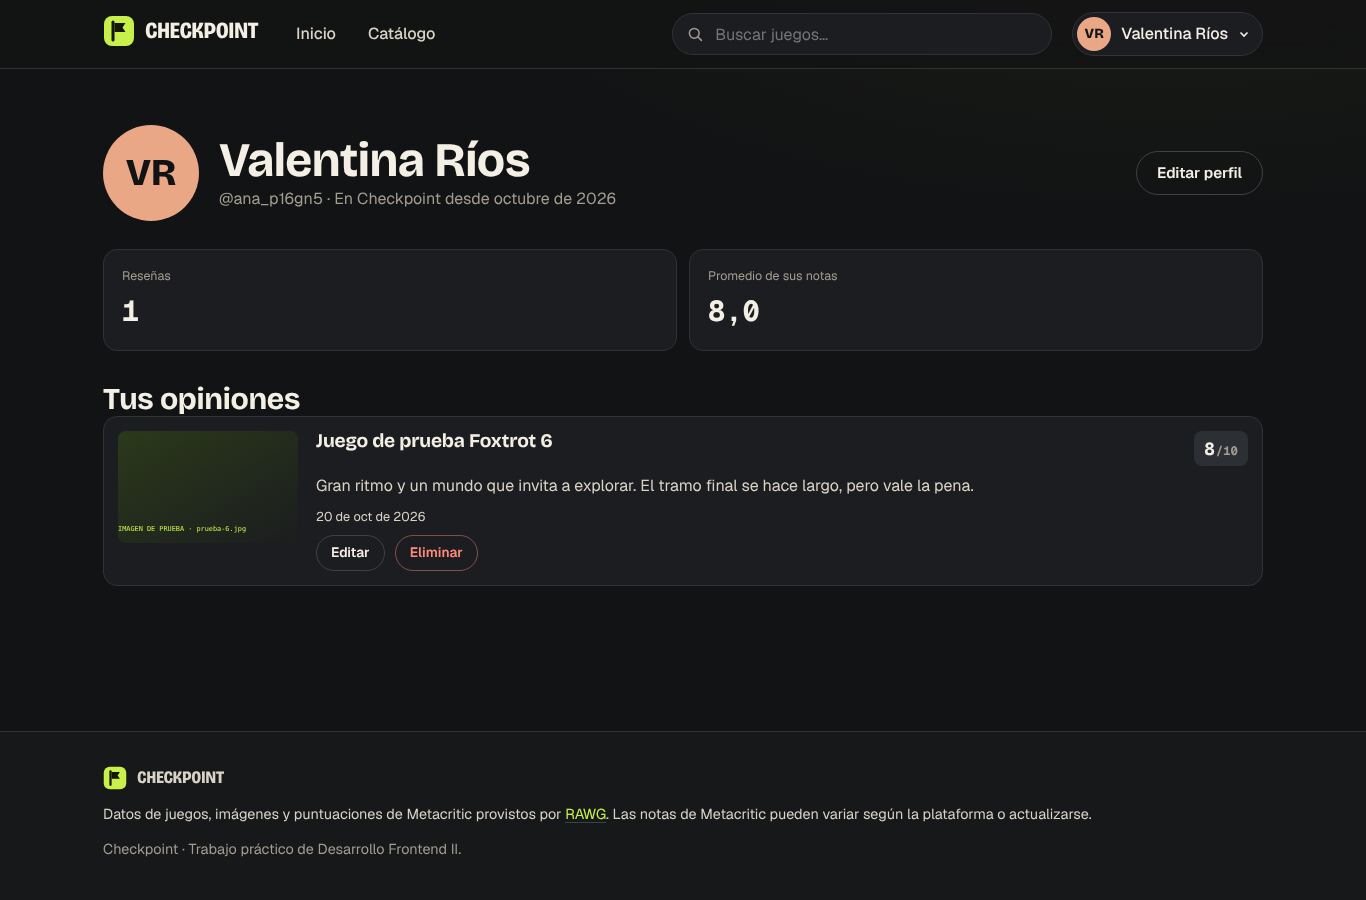 CHECKPOINT
Inicio
Catálogo
Buscar juegos...
VR
Valentina Ríos
VR
Valentina Ríos
@ana_p16gn5 · En Checkpoint desde octubre de 2026
Editar perfil
Reseñas
1
Promedio de sus notas
8,0
Tus opiniones
IMAGEN DE PRUEBA · prueba-6.jpg
Juego de prueba Foxtrot 6
8/10
Gran ritmo y un mundo que invita a explorar. El tramo final se hace largo, pero vale la pena.
20 de oct de 2026
Editar
Eliminar
CHECKPOINT
Datos de juegos, imágenes y puntuaciones de Metacritic provistos por RAWG. Las notas de Metacritic pueden variar según la plataforma o actualizarse.
Checkpoint · Trabajo práctico de Desarrollo Frontend II.